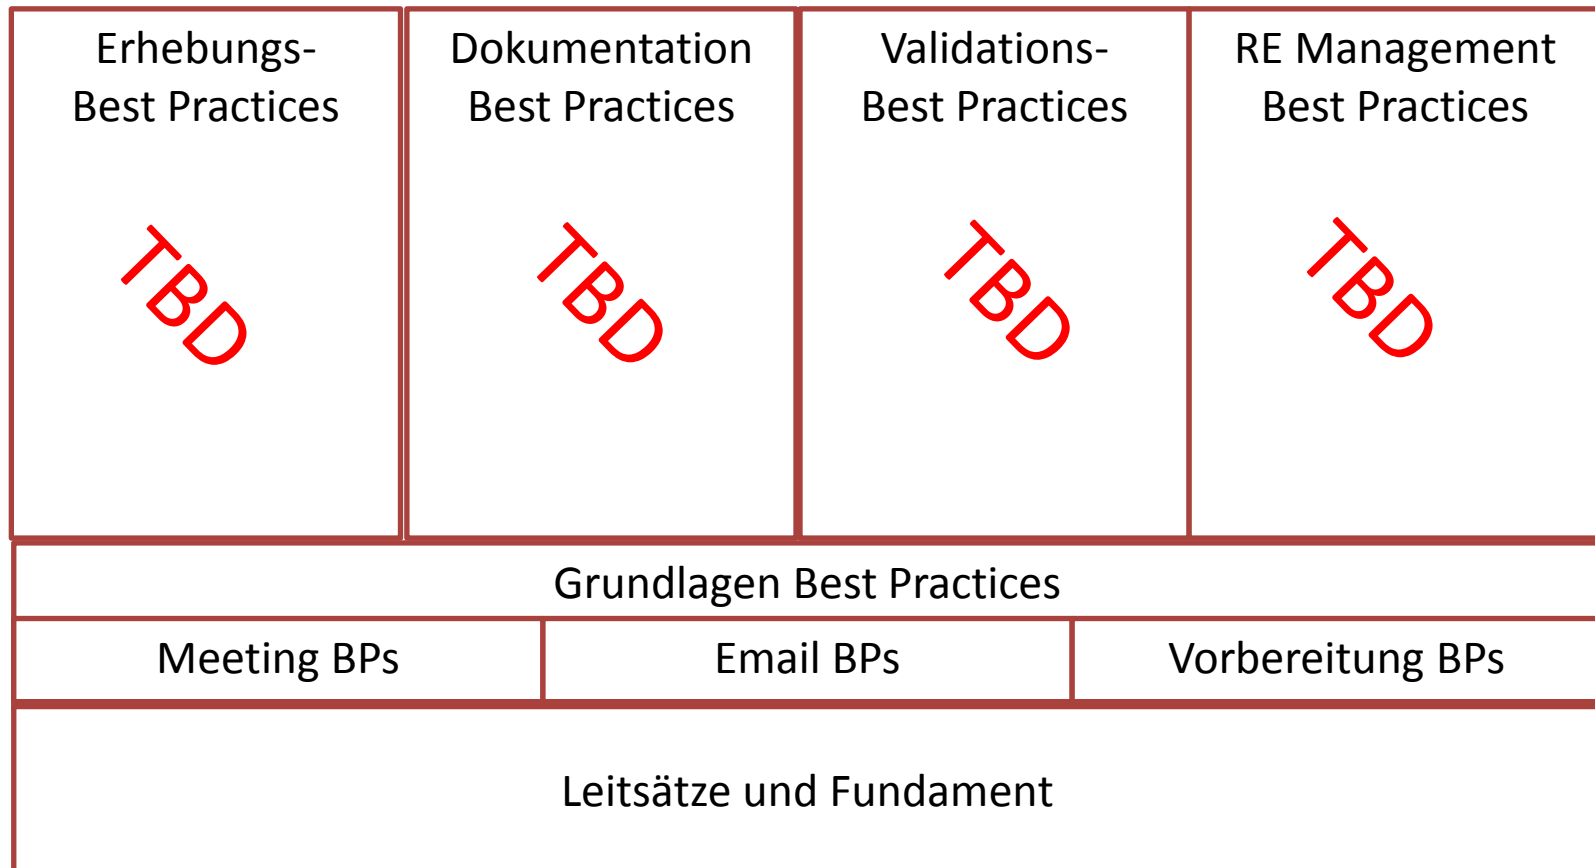 Erhebungs-
Best Practices
TBD
Dokumentation
Best Practices
TBD
Validations-
Best Practices
TBD
RE Management
Best Practices
TBD
Grundlagen Best Practices
Meeting BPs
Email BPs
Vorbereitung BPs
Leitsätze und Fundament